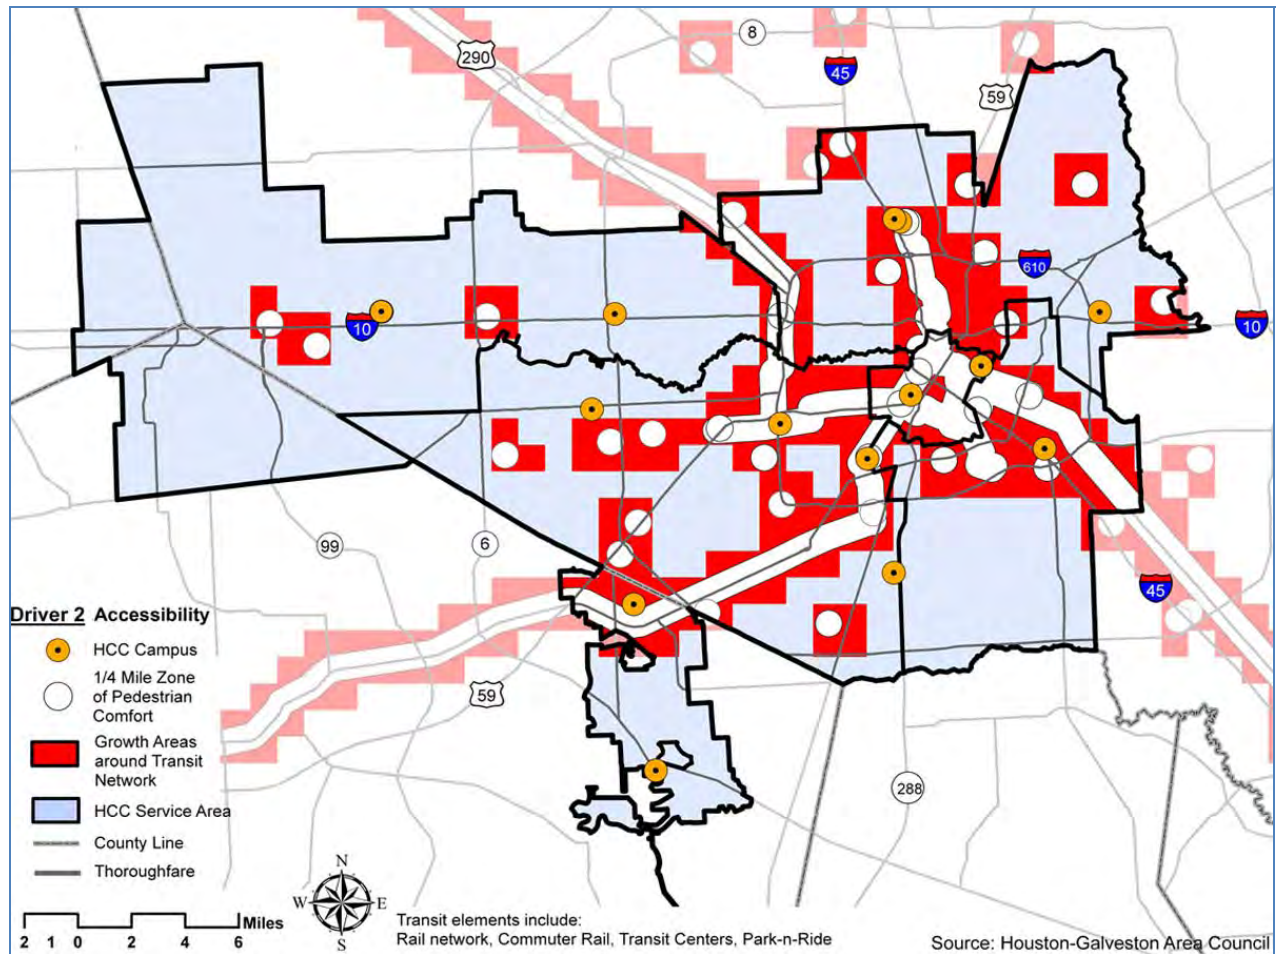 8
290
45
59
610
10
10
99
6
45
Driver 2 Accessibility
HCC Campus
1/4 Mile Zone
of Pedestrian
Comfort
59
Growth Areas
around Transit
Network
288
HCC Service Area
County Line
Thoroughfare
N
W E
S
Miles
2 1 0 2 4 6
Transit elements include:
Rail network, Commuter Rail, Transit Centers, Park-n-Ride
Source: Houston-Galveston Area Council